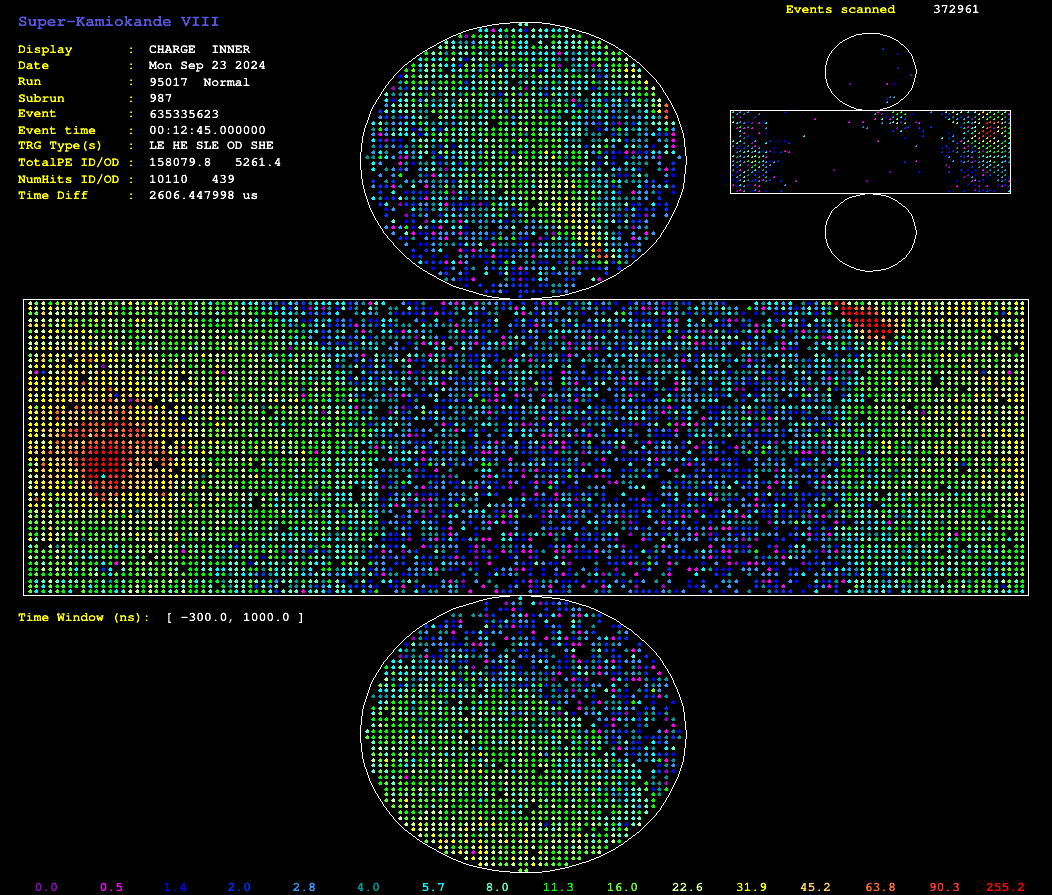 Super-Kamiokande VIII
Display : CHARGE INNER
Date : Mon Sep 23 2024
Run : 95017 Normal
Subrun : 987
Event : 635335623
Event time : 00:12:45.000000
TRG Type(s) : LE HE SLE OD SHE
TotalPE ID/OD : 158079.8 5261.4
NumHits ID/OD : 10110 439
Time Diff : 2606.447998 us
Events scanned 372961
Time Window (ns): [ -300.0, 1000.0 ]
0.0 0.5 1.4 2.0 2.8 4.0 5.7 8.0 11.3 16.0 22.6 31.9 45.2 63.8 90.3 255.2